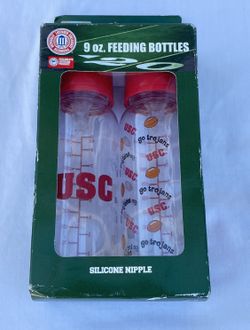 9 oz. FEEDING BOTTLES
USC
USC
go trojans
USC
go trojans
USC
go trojans
SILICONE NIPPLE